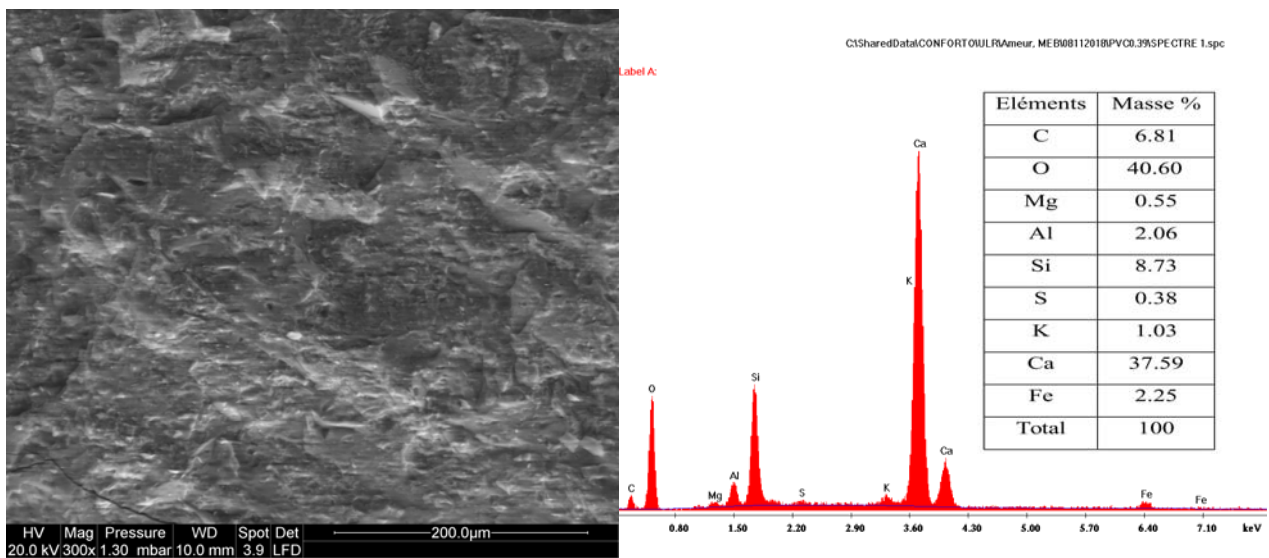 C:\SharedData\CONFORTO\ULR\Ameur, MEB\08112018\PVC0.39\SPECTRE 1.spc
Label A:
Eléments Masse %
C 6.81
O 40.60
Mg 0.55
Al 2.06
Si 8.73
S 0.38
K 1.03
Ca 37.59
Fe 2.25
Total 100
Ca
K
Si
O
Ca
Al
C
Mg
S
K
Fe
Fe
0.80 1.50 2.20 2.90 3.60 4.30 5.00 5.70 6.40 7.10 keV
HV Mag Pressure WD Spot Det
20.0 kV 300x 1.30 mbar 10.0 mm 3.9 LFD
200.0µm